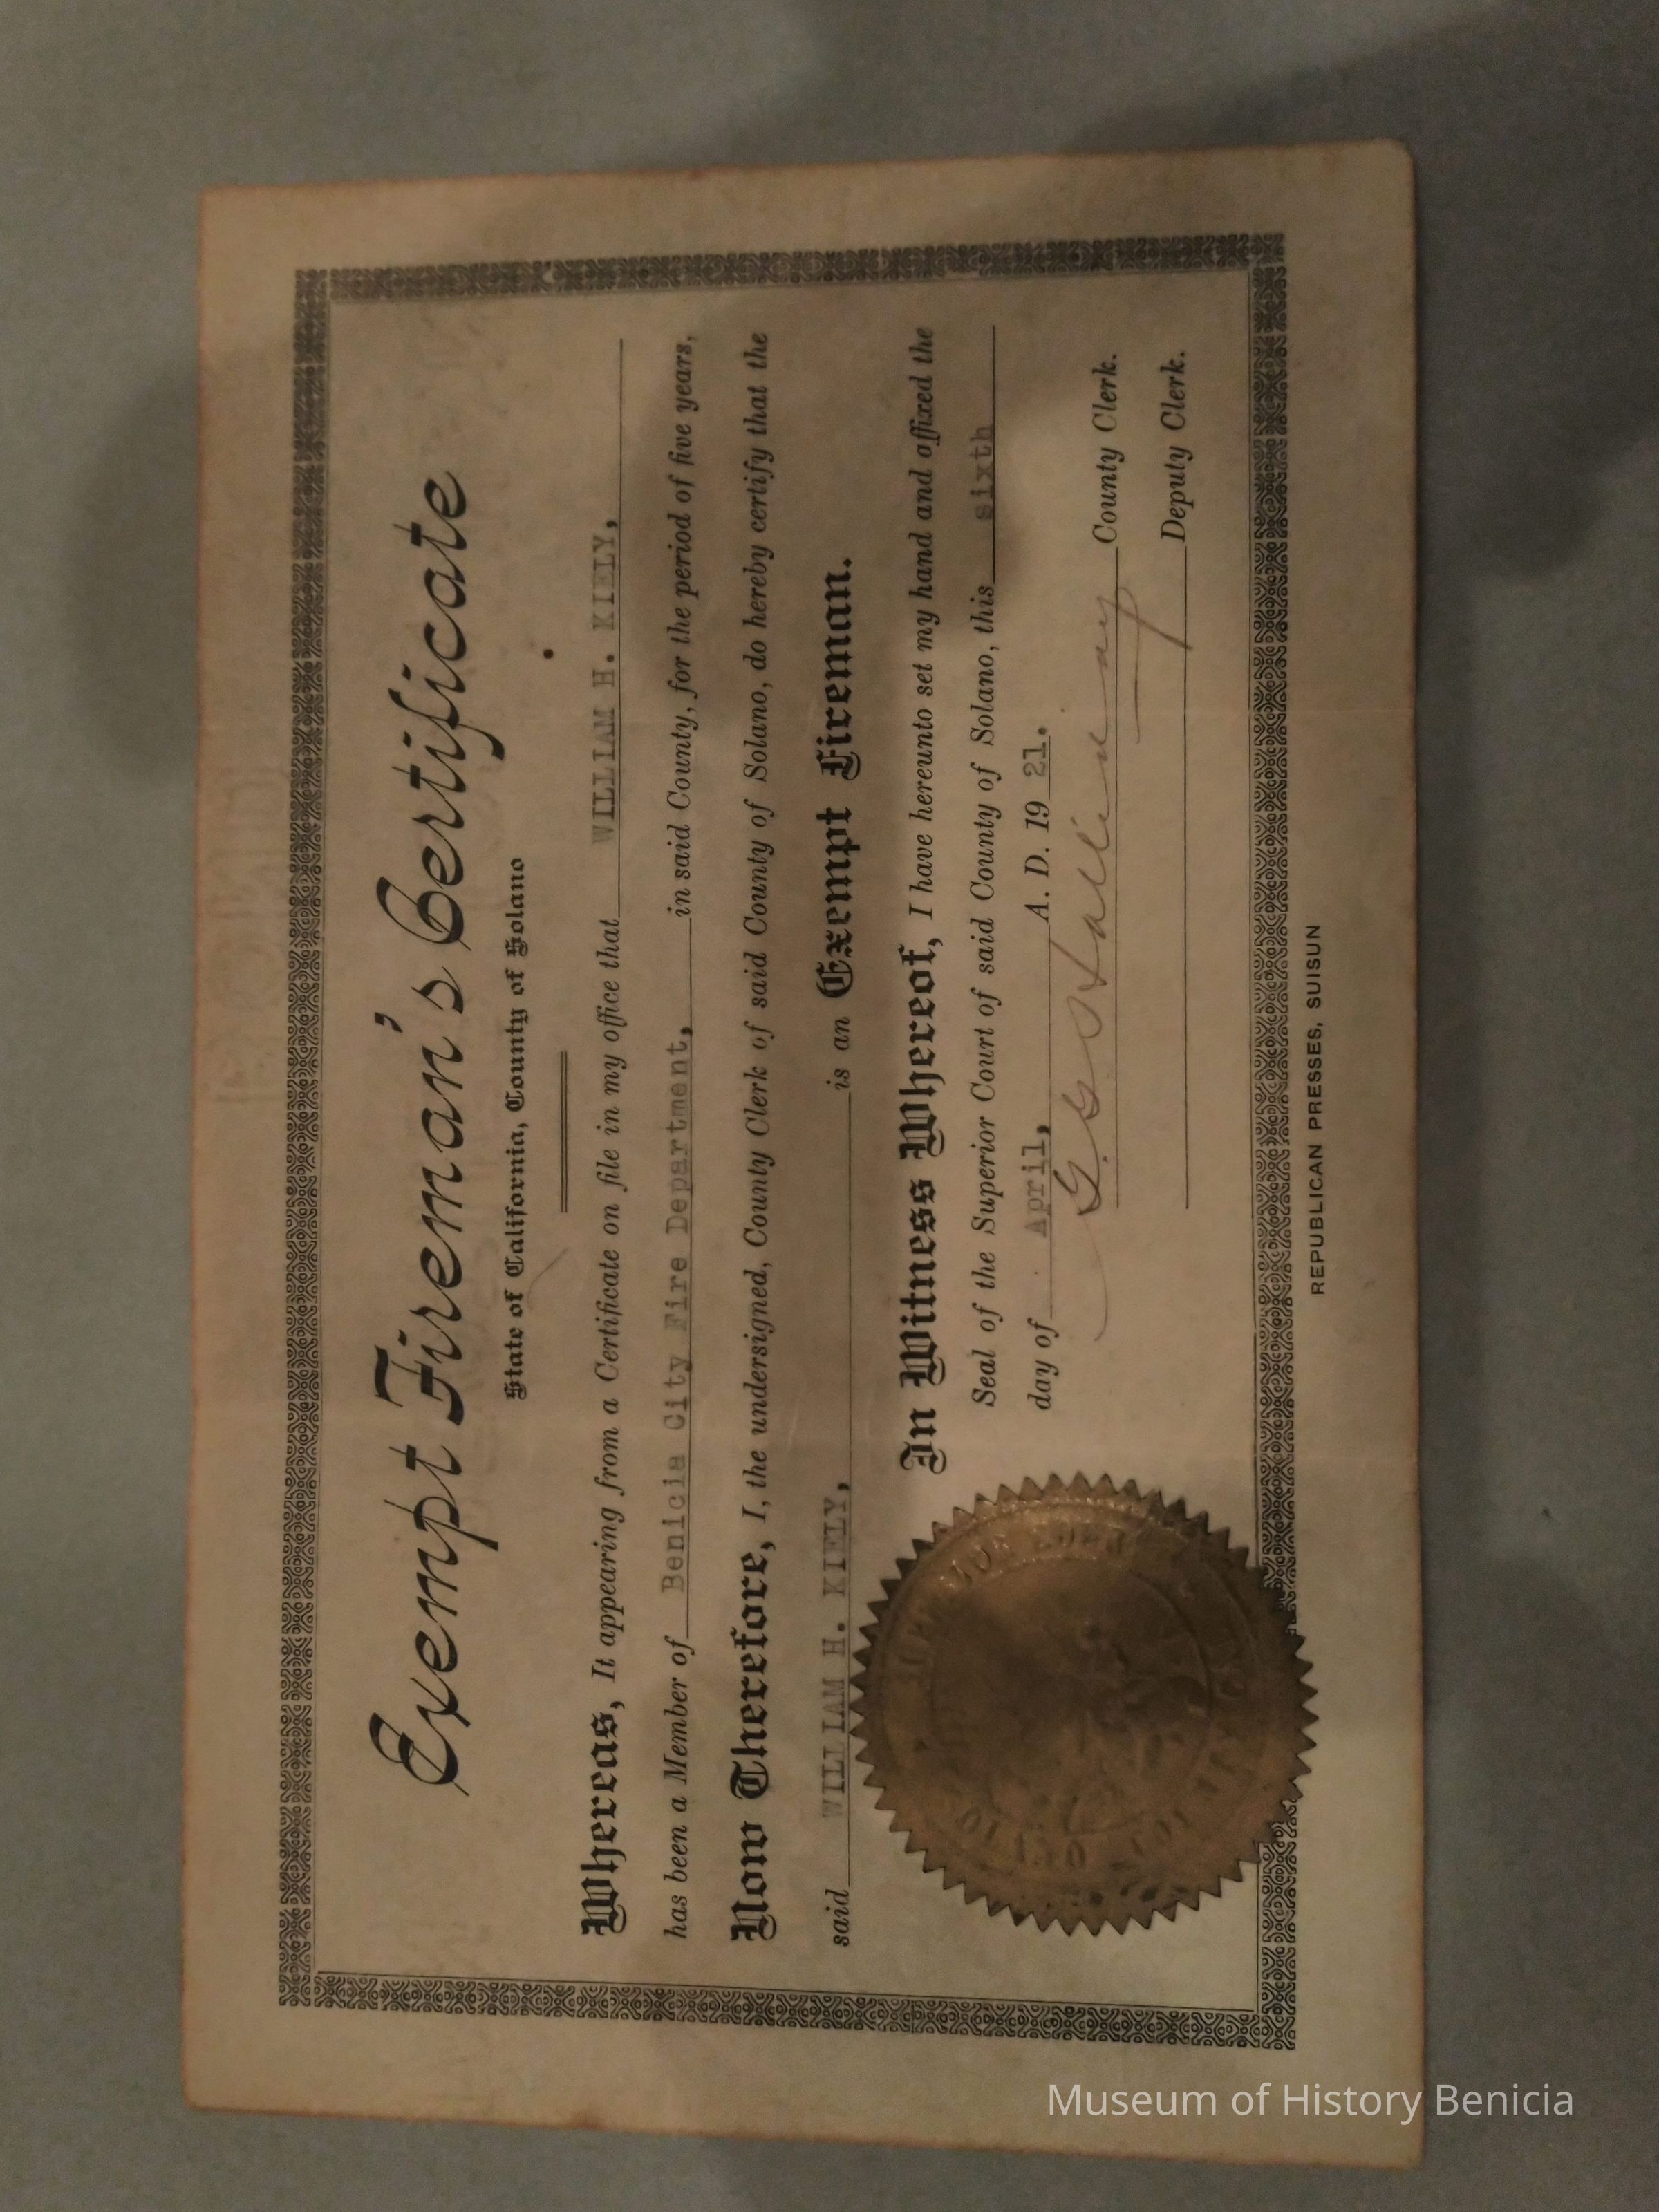 Exempt Fireman's Certificate
State of California, County of Solano
Whereas, It appearing from a Certificate on file in my office that WILLIAM H. KIELY,
has been a Member of Benicia City Fire Department, in said County, for the period of five years,
Now Therefore, I, the undersigned, County Clerk of said County of Solano, do hereby certify that the
said WILLIAM H. KIELY, is an Exempt Fireman.
In Witness Whereof, I have hereunto set my hand and affixed the
Seal of the Superior Court of said County of Solano, this sixth
day of April, A. D. 19 21.
G. G. Halliday County Clerk.
Deputy Clerk.
REPUBLICAN PRESSES, SUISUN
Museum of History Benicia